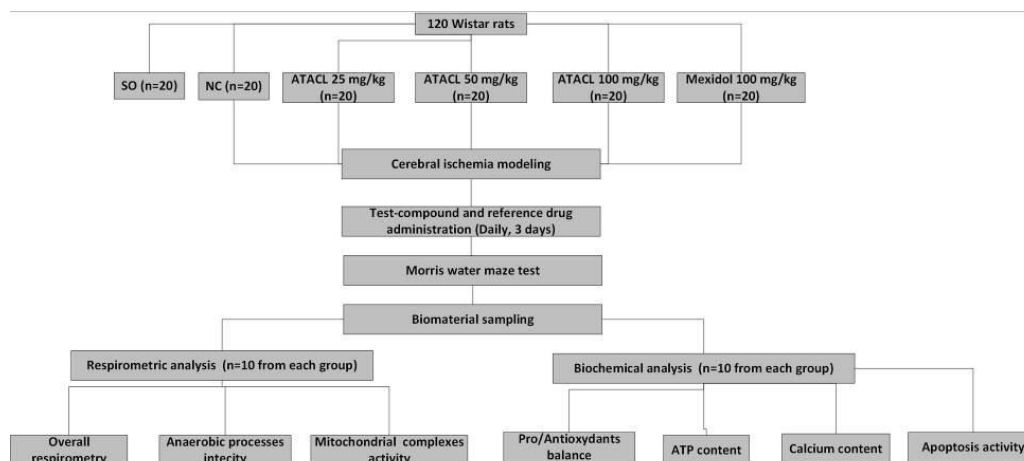 120 Wistar rats
SO (n=20)
NC (n=20)
ATACL 25 mg/kg
(n=20)
ATACL 50 mg/kg
(n=20)
ATACL 100 mg/kg
(n=20)
Mexidol 100 mg/kg
(n=20)
Cerebral ischemia modeling
Test-compound and reference drug
administration (Daily, 3 days)
Morris water maze test
Biomaterial sampling
Respirometric analysis (n=10 from each group)
Biochemical analysis (n=10 from each group)
Overall
respirometry
Anaerobic processes
intecity
Mitochondrial complexes
activity
Pro/Antioxydants
balance
ATP content
Calcium content
Apoptosis activity